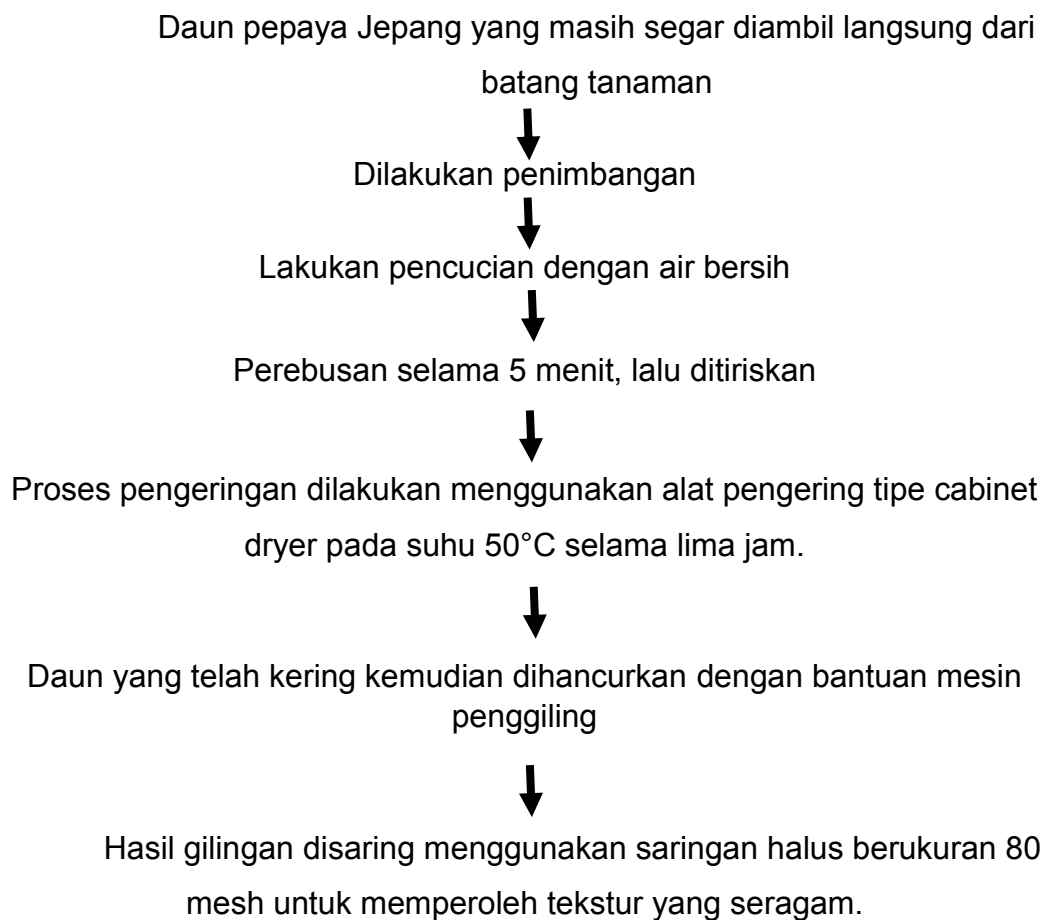 Daun pepaya Jepang yang masih segar diambil langsung dari
batang tanaman
Dilakukan penimbangan
Lakukan pencucian dengan air bersih
Perebusan selama 5 menit, lalu ditiriskan
Proses pengeringan dilakukan menggunakan alat pengering tipe cabinet
dryer pada suhu 50°C selama lima jam.
Daun yang telah kering kemudian dihancurkan dengan bantuan mesin
penggiling
Hasil gilingan disaring menggunakan saringan halus berukuran 80
mesh untuk memperoleh tekstur yang seragam.